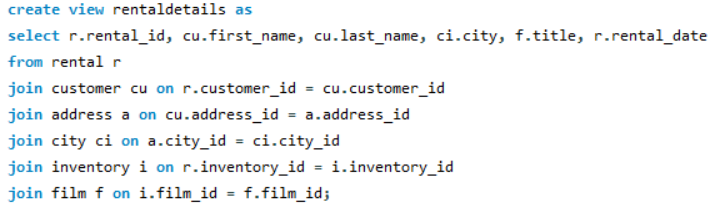 create view rentaldetails as
select r.rental_id, cu.first_name, cu.last_name, ci.city, f.title, r.rental_date
from rental r
join customer cu on r.customer_id = cu.customer_id
join address a on cu.address_id = a.address_id
join city ci on a.city_id = ci.city_id
join inventory i on r.inventory_id = i.inventory_id
join film f on i.film_id = f.film_id;